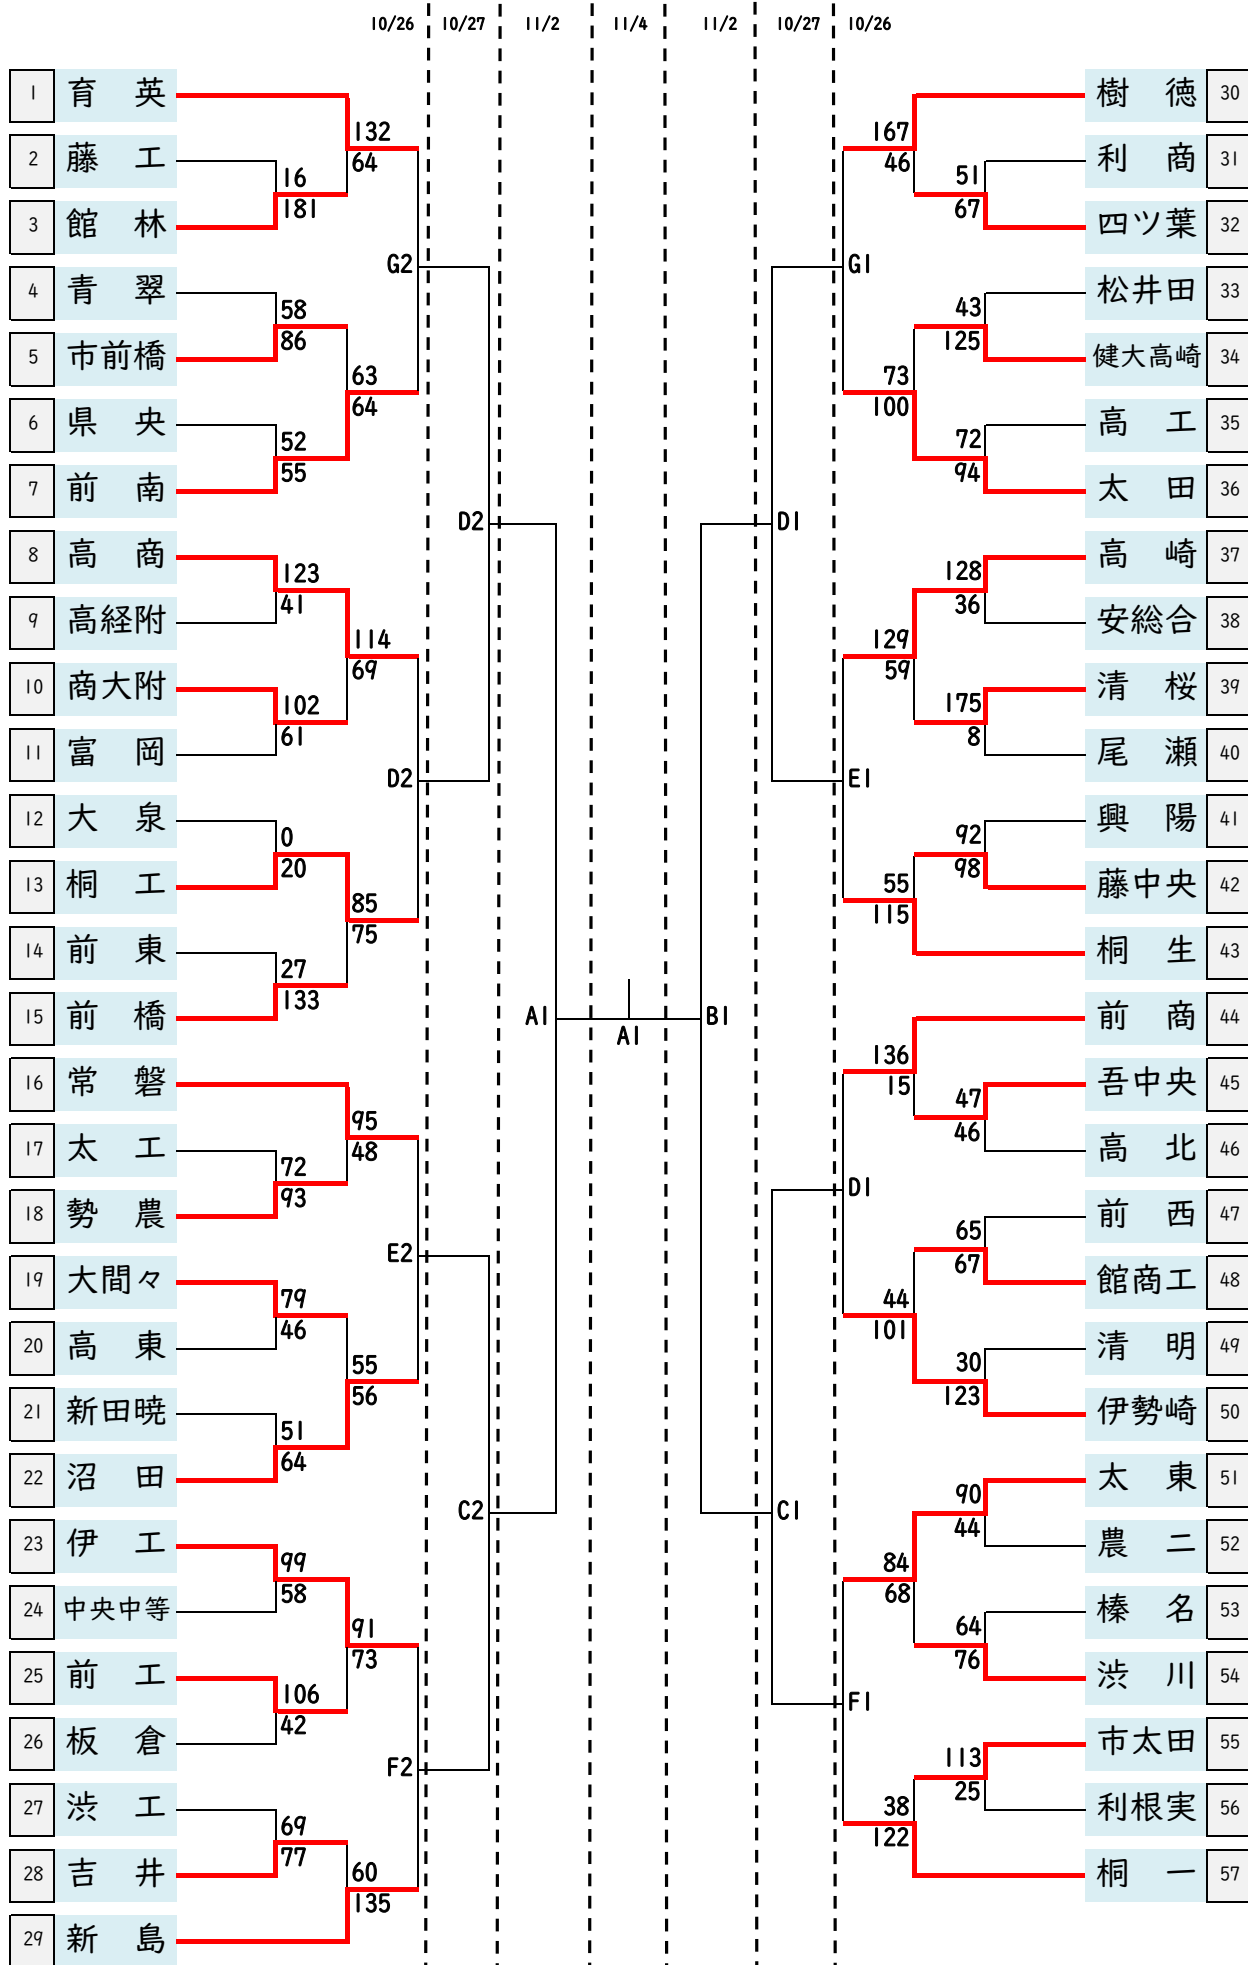 10/26 10/27 11/2 11/4 11/2 10/27 10/26
1 育 英
132
64
2 藤 工
16
181
3 館 林
G2
4 青 翠
58
86
5 市前橋
63
64
6 県 央
52
55
7 前 南
D2
8 高 商
123
41
9 高経附
114
69
10 商大附
102
61
11 富 岡
D2
12 大 泉
0
20
13 桐 工
85
75
14 前 東
27
133
15 前 橋
A1
A1
B1
16 常 磐
95
48
17 太 工
72
93
18 勢 農
E2
19 大間々
79
46
20 高 東
55
56
21 新田暁
51
64
22 沼 田
C2
23 伊 工
99
58
24 中央中等
91
73
25 前 工
106
42
26 板 倉
F2
27 渋 工
69
77
28 吉 井
60
135
29 新 島
樹 徳 30
167
46
利 商 31
51
67
四ツ葉 32
G1
松井田 33
43
125
健大高崎 34
73
100
高 工 35
72
94
太 田 36
D1
高 崎 37
128
36
安総合 38
129
59
清 桜 39
175
8
尾 瀬 40
E1
興 陽 41
92
98
藤中央 42
55
115
桐 生 43
前 商 44
136
15
吾中央 45
47
46
高 北 46
D1
前 西 47
65
67
館商工 48
44
101
清 明 49
30
123
伊勢崎 50
太 東 51
90
44
C1
農 二 52
84
68
榛 名 53
64
76
渋 川 54
F1
市太田 55
113
25
利根実 56
38
122
桐 一 57